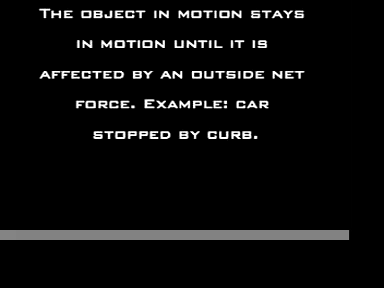 The object in motion stays
in motion until it is
affected by an outside net
force. Example: car
stopped by curb.